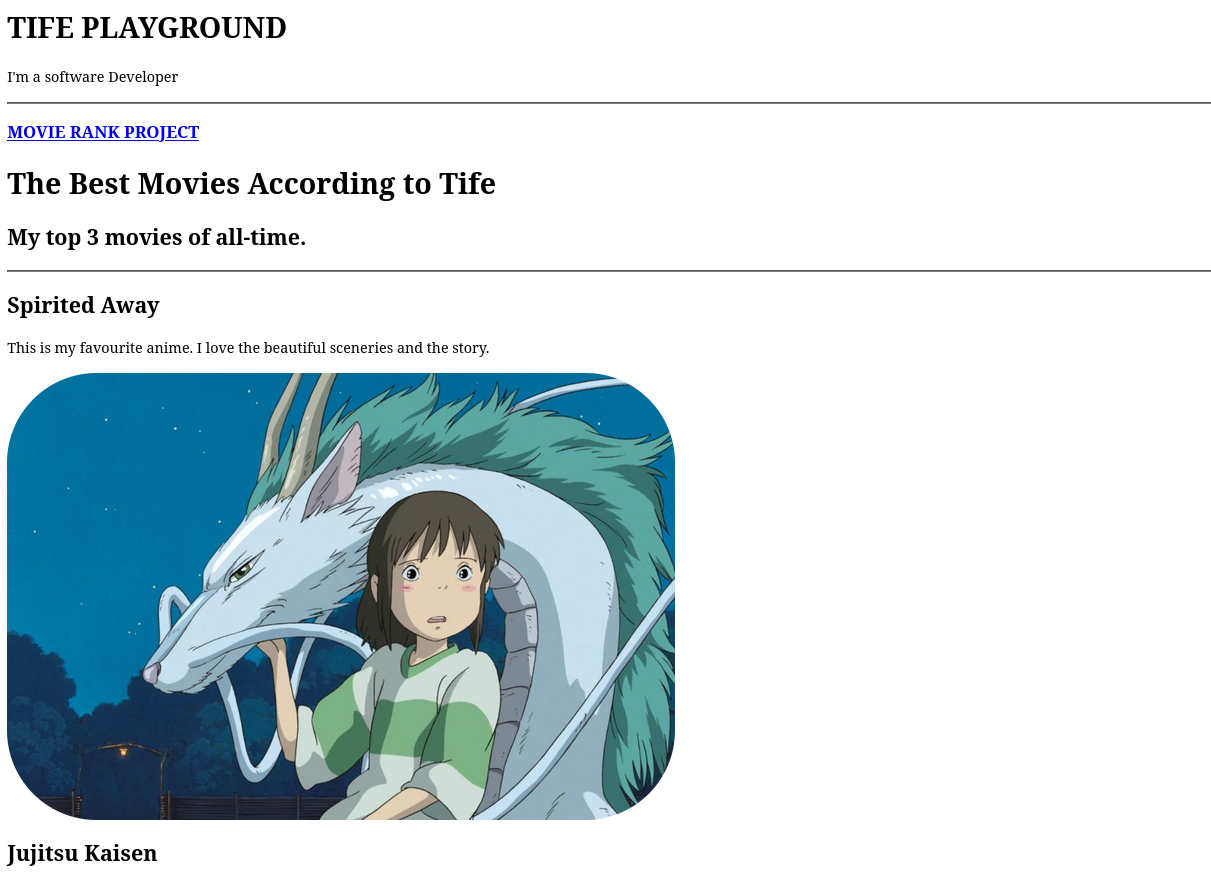 TIFE PLAYGROUND
I'm a software Developer
MOVIE RANK PROJECT
The Best Movies According to Tife
My top 3 movies of all-time.
Spirited Away
This is my favourite anime. I love the beautiful sceneries and the story.
Jujitsu Kaisen